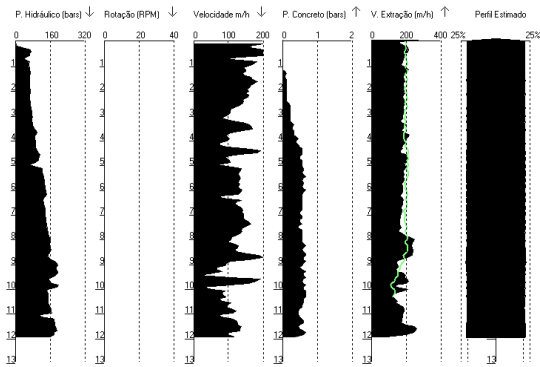 P. Hidráulico (bars) Rotação (RPM) Velocidade m/h P. Concreto (bars) V. Extração (m/h) Perfil Estimado
0 160 320 0 20 40 0 100 200 0 1 2 0 200 400 25% 25%
1 1 1 1 1
2 2 2 2 2
3 3 3 3 3
4 4 4 4 4
5 5 5 5 5
6 6 6 6 6
7 7 7 7 7
8 8 8 8 8
9 9 9 9 9
10 10 10 10 10
11 11 11 11 11
12 12 12 12 12
13 13 13 13 13 13